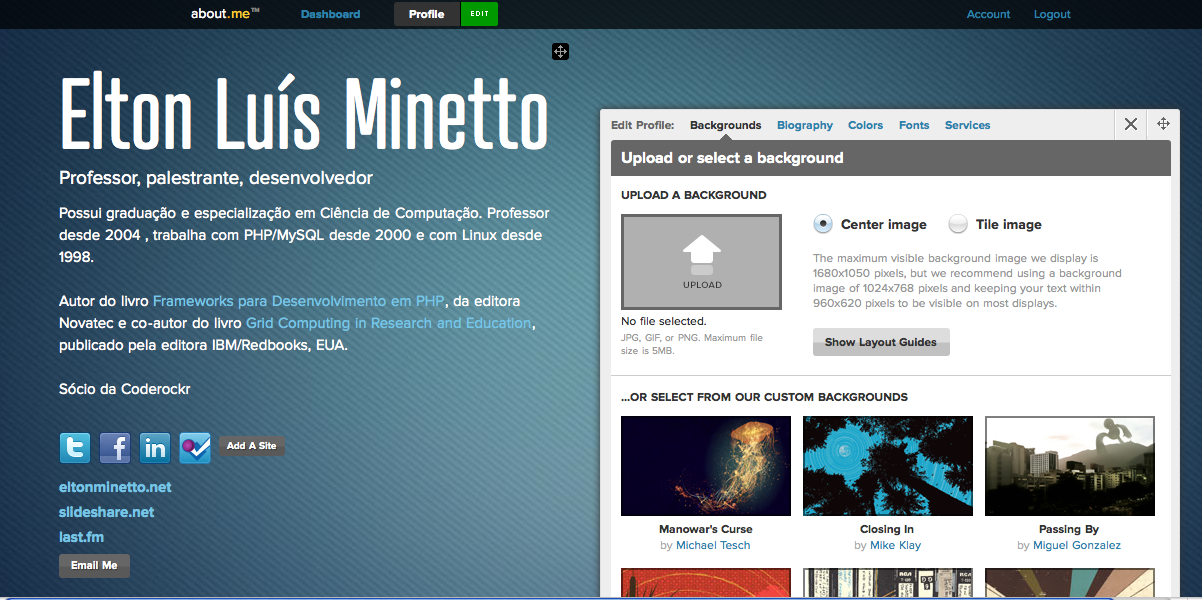 about.me™ Dashboard Profile EDIT Account Logout
Elton Luís Minetto
Professor, palestrante, desenvolvedor
Possui graduação e especialização em Ciência de Computação. Professor
desde 2004 , trabalha com PHP/MySQL desde 2000 e com Linux desde
1998.
Autor do livro Frameworks para Desenvolvimento em PHP, da editora
Novatec e co-autor do livro Grid Computing in Research and Education,
publicado pela editora IBM/Redbooks, EUA.
Sócio da Coderockr
t f in Add A Site
eltonminetto.net
slideshare.net
last.fm
Email Me
Edit Profile: Backgrounds Biography Colors Fonts Services
Upload or select a background
UPLOAD A BACKGROUND
UPLOAD
No file selected.
JPG, GIF, or PNG. Maximum file
size is 5MB.
Center image Tile image
The maximum visible background image we display is
1680x1050 pixels, but we recommend using a background
image of 1024x768 pixels and keeping your text within
960x620 pixels to be visible on most displays.
Show Layout Guides
...OR SELECT FROM OUR CUSTOM BACKGROUNDS
Manowar's Curse
by Michael Tesch
Closing In
by Mike Klay
Passing By
by Miguel Gonzalez